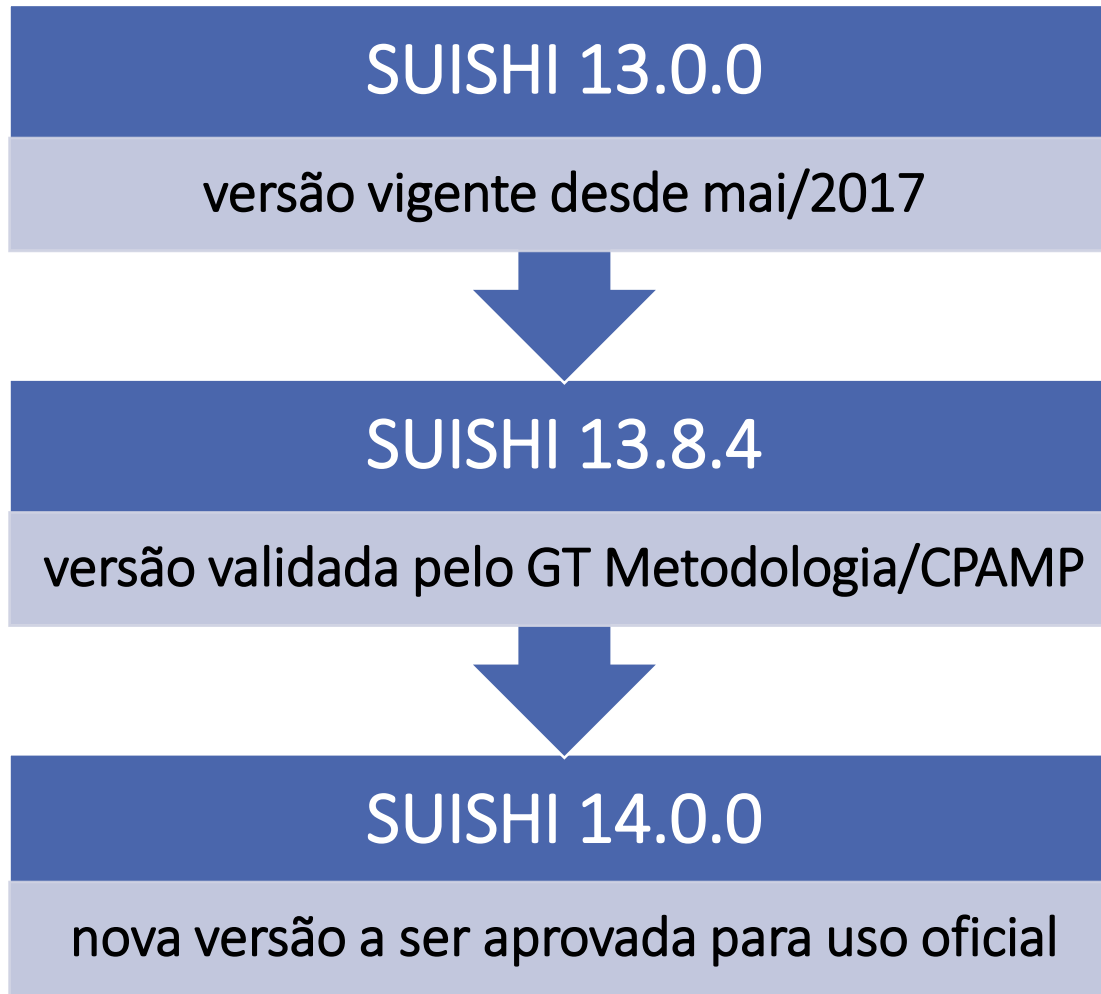 SUISHI 13.0.0
versão vigente desde mai/2017
SUISHI 13.8.4
versão validada pelo GT Metodologia/CPAMP
SUISHI 14.0.0
nova versão a ser aprovada para uso oficial